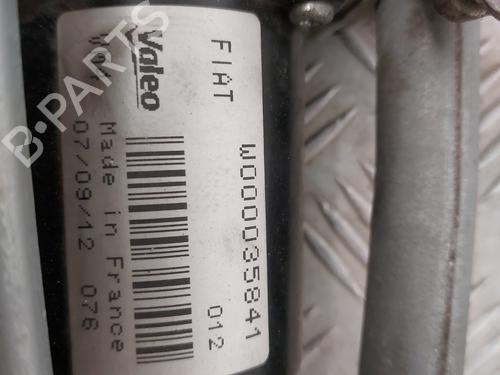 FIAT
W000035841
012
Valeo
Made in France
07/09/12 076
B-PARTS